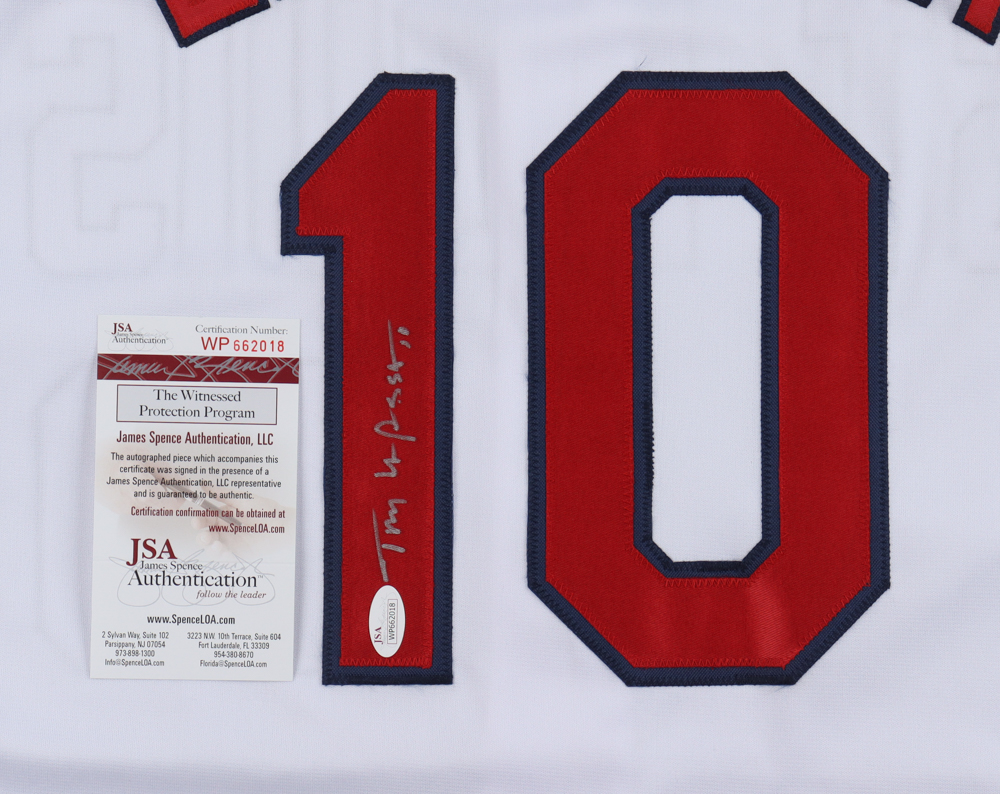 10
JSA
James Spence
Authentication™
Certification Number:
WP 662018
The Witnessed
Protection Program
James Spence Authentication, LLC
The autographed piece which accompanies this
certificate was signed in the presence of a
James Spence Authentication, LLC representative
and is guaranteed to be authentic.
Certification confirmation can be obtained at
www.SpenceLOA.com
JSA
James Spence
Authentication™
follow the leader
www.SpenceLOA.com
2 Sylvan Way, Suite 102
Parsippany, NJ 07054
973-898-1300
Info@SpenceLOA.com
3223 N.W. 10th Terrace, Suite 604
Fort Lauderdale, FL 33309
954-380-8670
Florida@SpenceLOA.com
Tony
JSA
WP662018